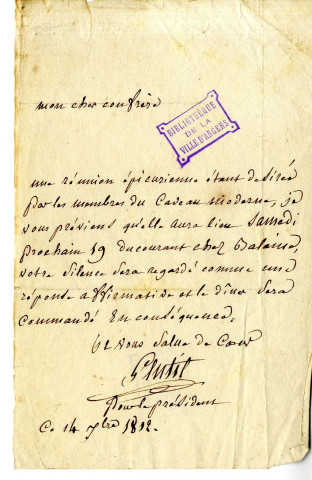 mon cher confrère
BIBLIOTHÈQUE
DE LA
VILLE D'ANGERS
une réunion épicurienne étant desirée
par les membres du Caveau moderne, je
vous préviens qu'elle aura lieu samedi
prochain 19 du courant chez Balaine,
votre silence sera regardé comme une
réponse affirmative et le dîner sera
commandé En conséquence.
Je vous salue de Cœur
pour le président
Ce 14 7bre 1812.